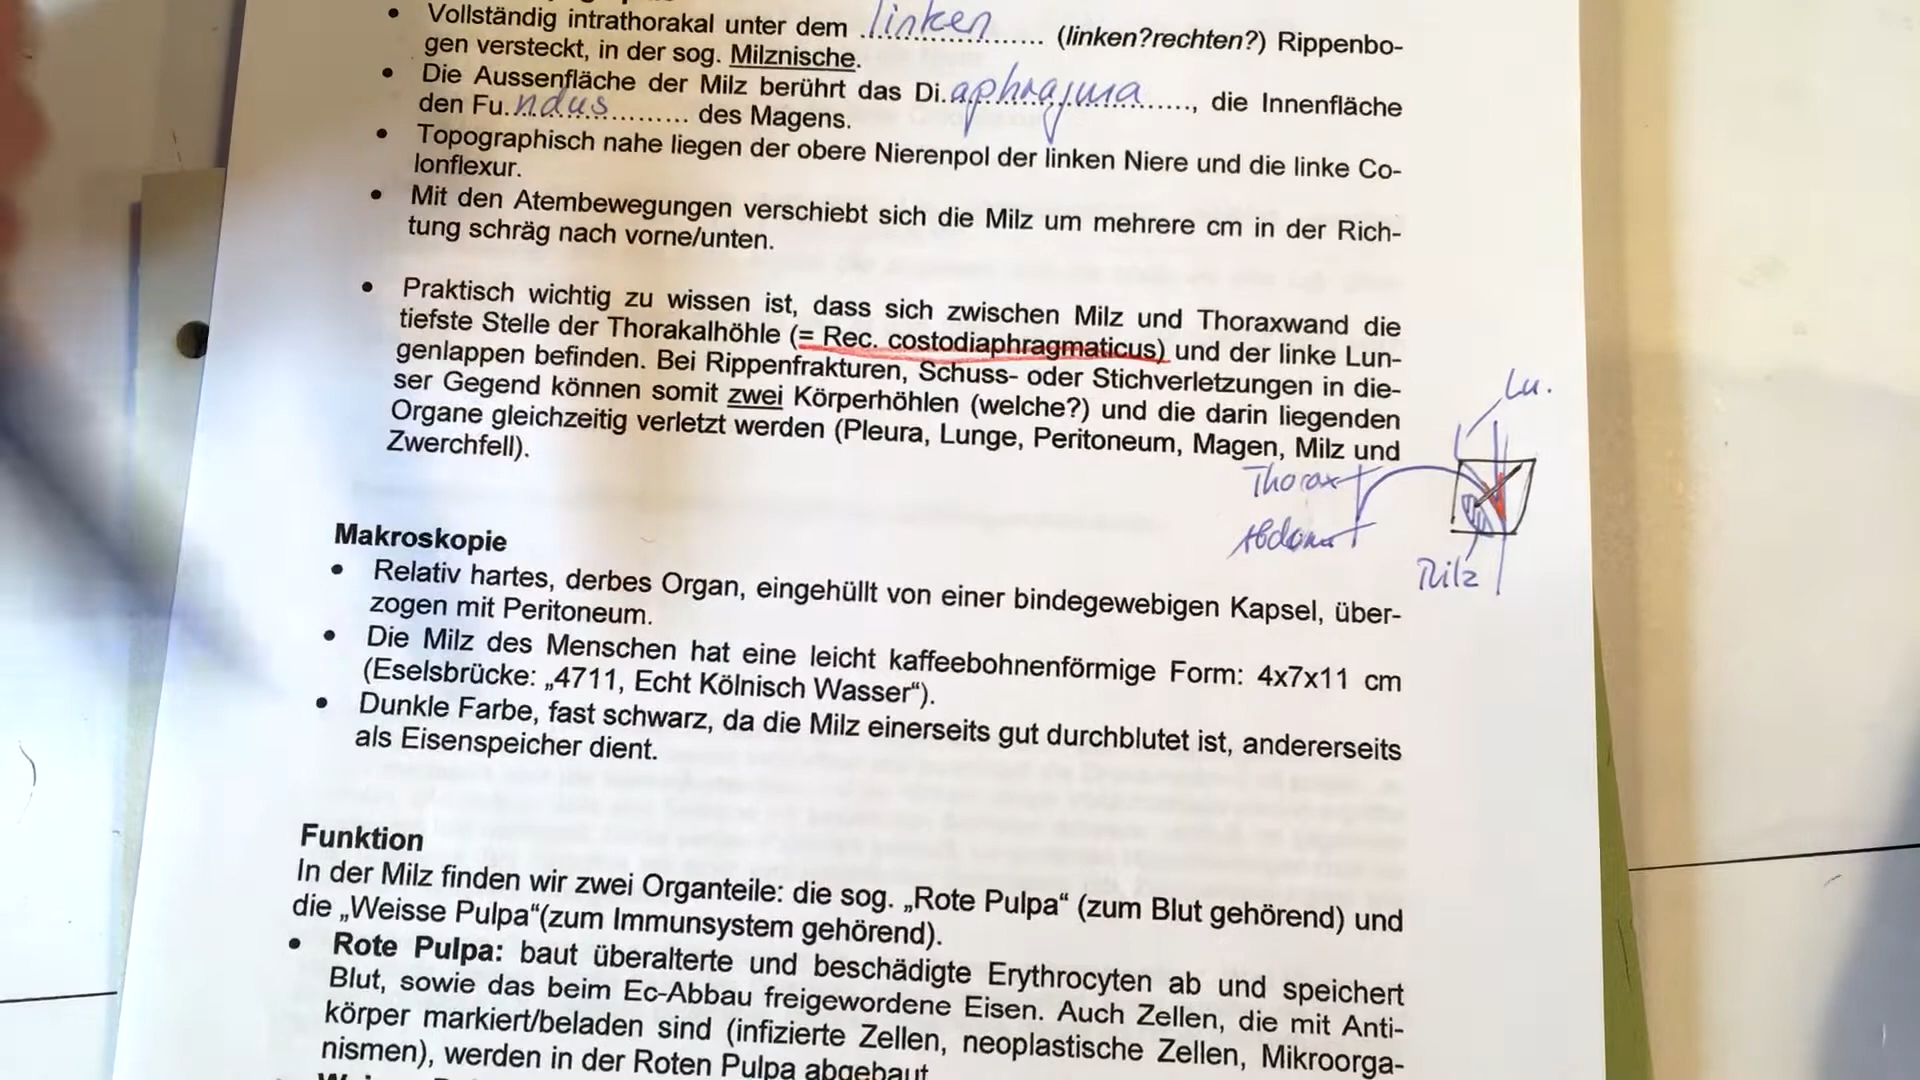 • Vollständig intrathorakal unter dem linken (linken?rechten?) Rippenbo-
gen versteckt, in der sog. Milznische.
• Die Aussenfläche der Milz berührt das Di.aphragma......, die Innenfläche
den Fu.ndus.......... des Magens.
• Topographisch nahe liegen der obere Nierenpol der linken Niere und die linke Co-
lonflexur.
• Mit den Atembewegungen verschiebt sich die Milz um mehrere cm in der Rich-
tung schräg nach vorne/unten.
• Praktisch wichtig zu wissen ist, dass sich zwischen Milz und Thoraxwand die
tiefste Stelle der Thorakalhöhle (= Rec. costodiaphragmaticus) und der linke Lun-
genlappen befinden. Bei Rippenfrakturen, Schuss- oder Stichverletzungen in die-
ser Gegend können somit zwei Körperhöhlen (welche?) und die darin liegenden
Organe gleichzeitig verletzt werden (Pleura, Lunge, Peritoneum, Magen, Milz und
Zwerchfell).
Lu.
Thorax
Abdomen
Milz
Makroskopie
• Relativ hartes, derbes Organ, eingehüllt von einer bindegewebigen Kapsel, über-
zogen mit Peritoneum.
• Die Milz des Menschen hat eine leicht kaffeebohnenförmige Form: 4x7x11 cm
(Eselsbrücke: „4711, Echt Kölnisch Wasser“).
• Dunkle Farbe, fast schwarz, da die Milz einerseits gut durchblutet ist, andererseits
als Eisenspeicher dient.
Funktion
In der Milz finden wir zwei Organteile: die sog. „Rote Pulpa“ (zum Blut gehörend) und
die „Weisse Pulpa“(zum Immunsystem gehörend).
• Rote Pulpa: baut überalterte und beschädigte Erythrocyten ab und speichert
Blut, sowie das beim Ec-Abbau freigewordene Eisen. Auch Zellen, die mit Anti-
körper markiert/beladen sind (infizierte Zellen, neoplastische Zellen, Mikroorga-
nismen), werden in der Roten Pulpa abgebaut